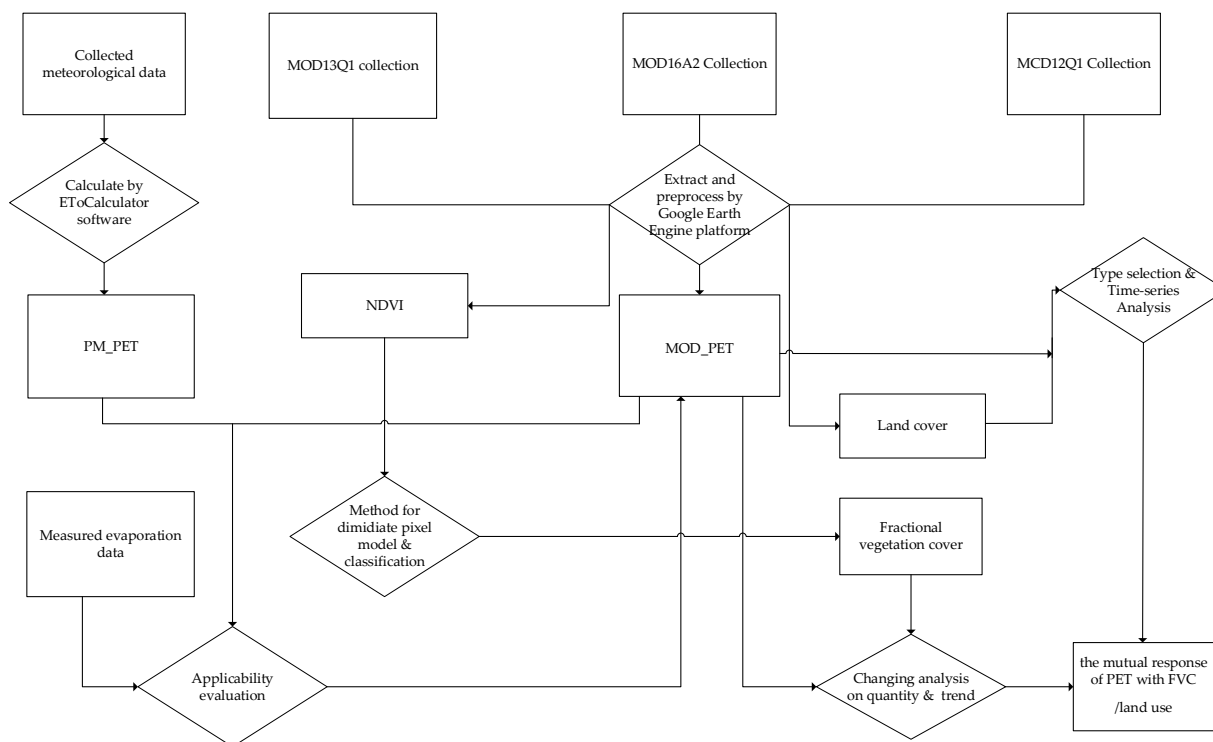 Collected
meteorological data
MOD13Q1 collection
MOD16A2 Collection
MCD12Q1 Collection
Calculate by
EToCalculator
software
Extract and
preprocess by
Google Earth
Engine platform
Type selection &
Time-series
Analysis
NDVI
PM_PET
MOD_PET
Land cover
Measured evaporation
data
Method for
dimidiate pixel
model &
classification
Fractional
vegetation cover
Applicability
evaluation
Changing analysis
on quantity & trend
the mutual response
of PET with FVC
/land use